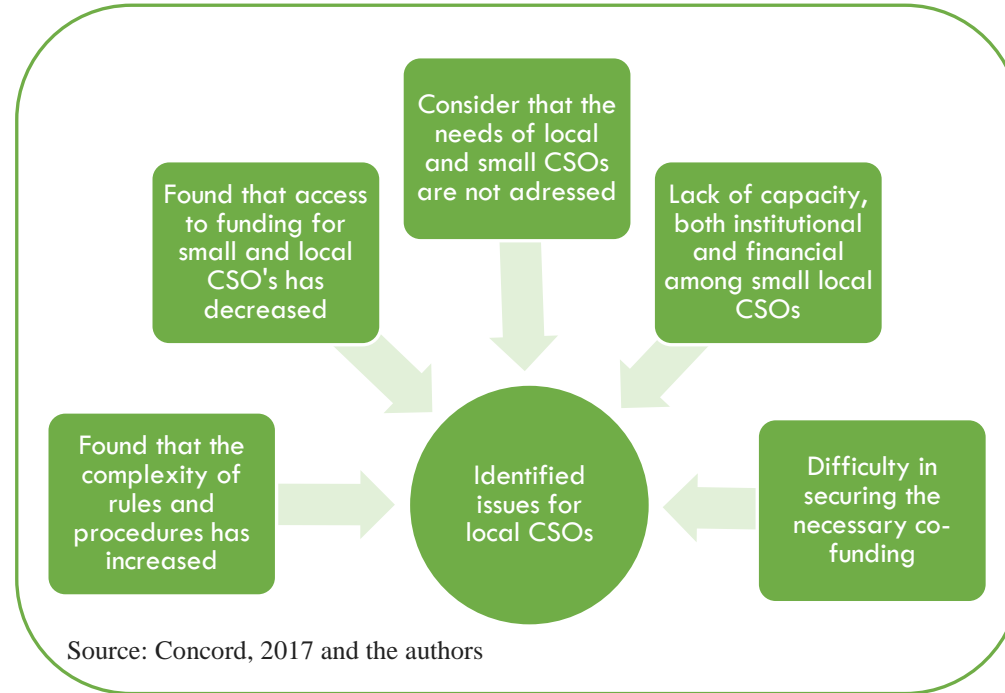 Consider that the
needs of local
and small CSOs
are not adressed
Found that access
to funding for
small and local
CSO's has
decreased
Lack of capacity,
both institutional
and financial
among small local
CSOs
Found that the
complexity of
rules and
procedures has
increased
Identified
issues for
local CSOs
Difficulty in
securing the
necessary co-
funding
Source: Concord, 2017 and the authors